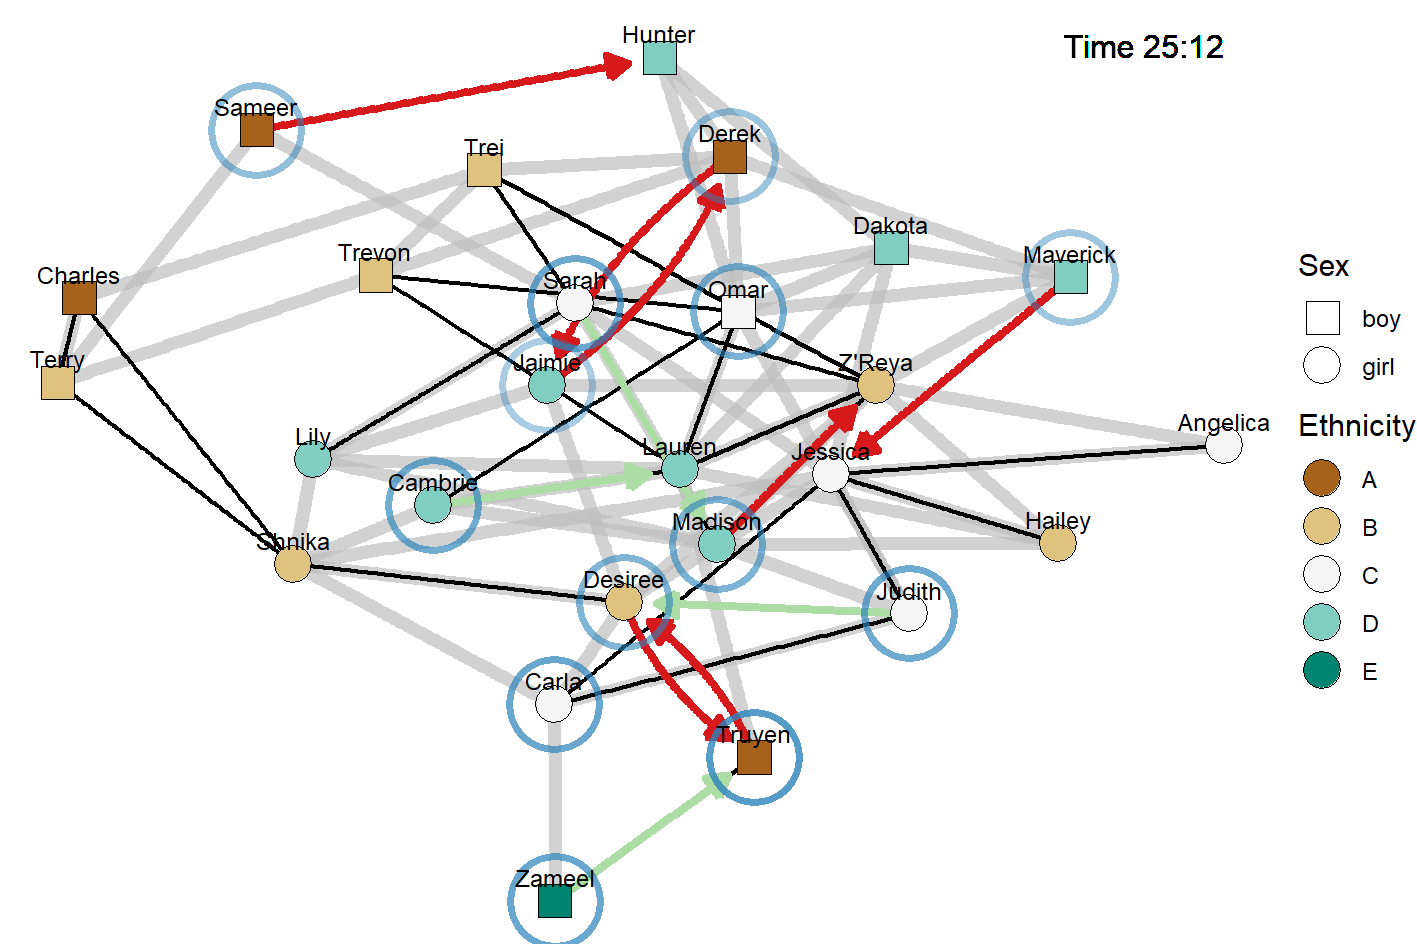 Hunter
Time 25:12
Sameer
Derek
Trei
Dakota
Trevon
Maverick
Charles
Sarah
Omar
Sex
boy
Terry
Jaimie
Z'Reya
girl
Angelica
Ethnicity
Lily
Lauren
Jessica
A
Cambrie
Madison
Hailey
B
Shnika
Desiree
Judith
C
D
Carla
E
Truyen
Zameel